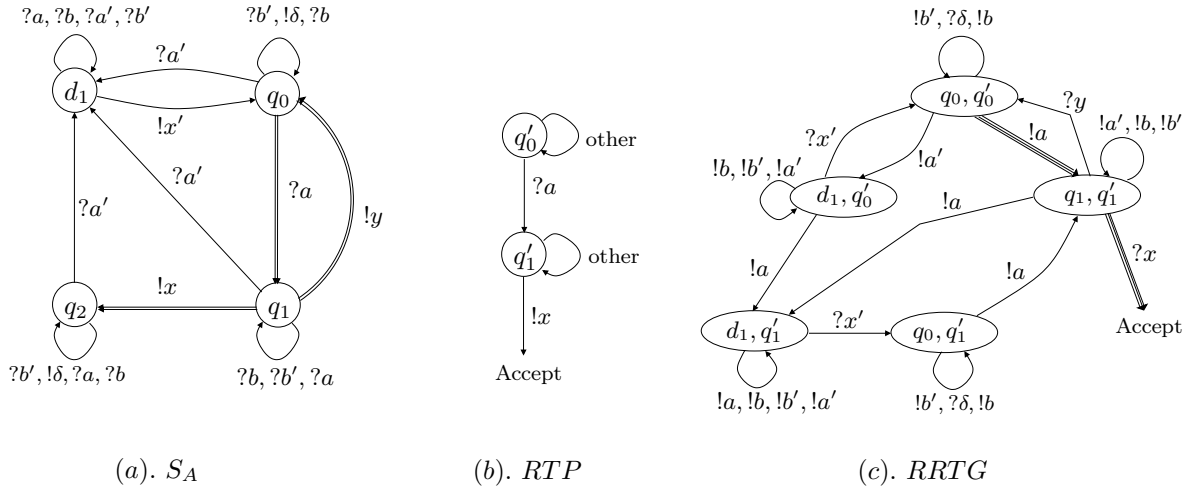 ?a, ?b, ?a′, ?b′
?b′, !δ, ?b
?a′
d₁
q₀
!x′
?a′
?a′
?a
!y
!x
q₂
q₁
?b′, !δ, ?a, ?b
?b, ?b′, ?a
(a). S_A
q′₀
other
?a
q′₁
other
!x
Accept
(b). RTP
!b′, ?δ, !b
q₀, q′₀
?y
!a′, !b, !b′
?x′
!a
!a′
!b, !b′, !a′
d₁, q′₀
q₁, q′₁
!a
!a
?x
!a
d₁, q′₁
?x′
q₀, q′₁
Accept
!a, !b, !b′, !a′
!b′, ?δ, !b
(c). RRTG